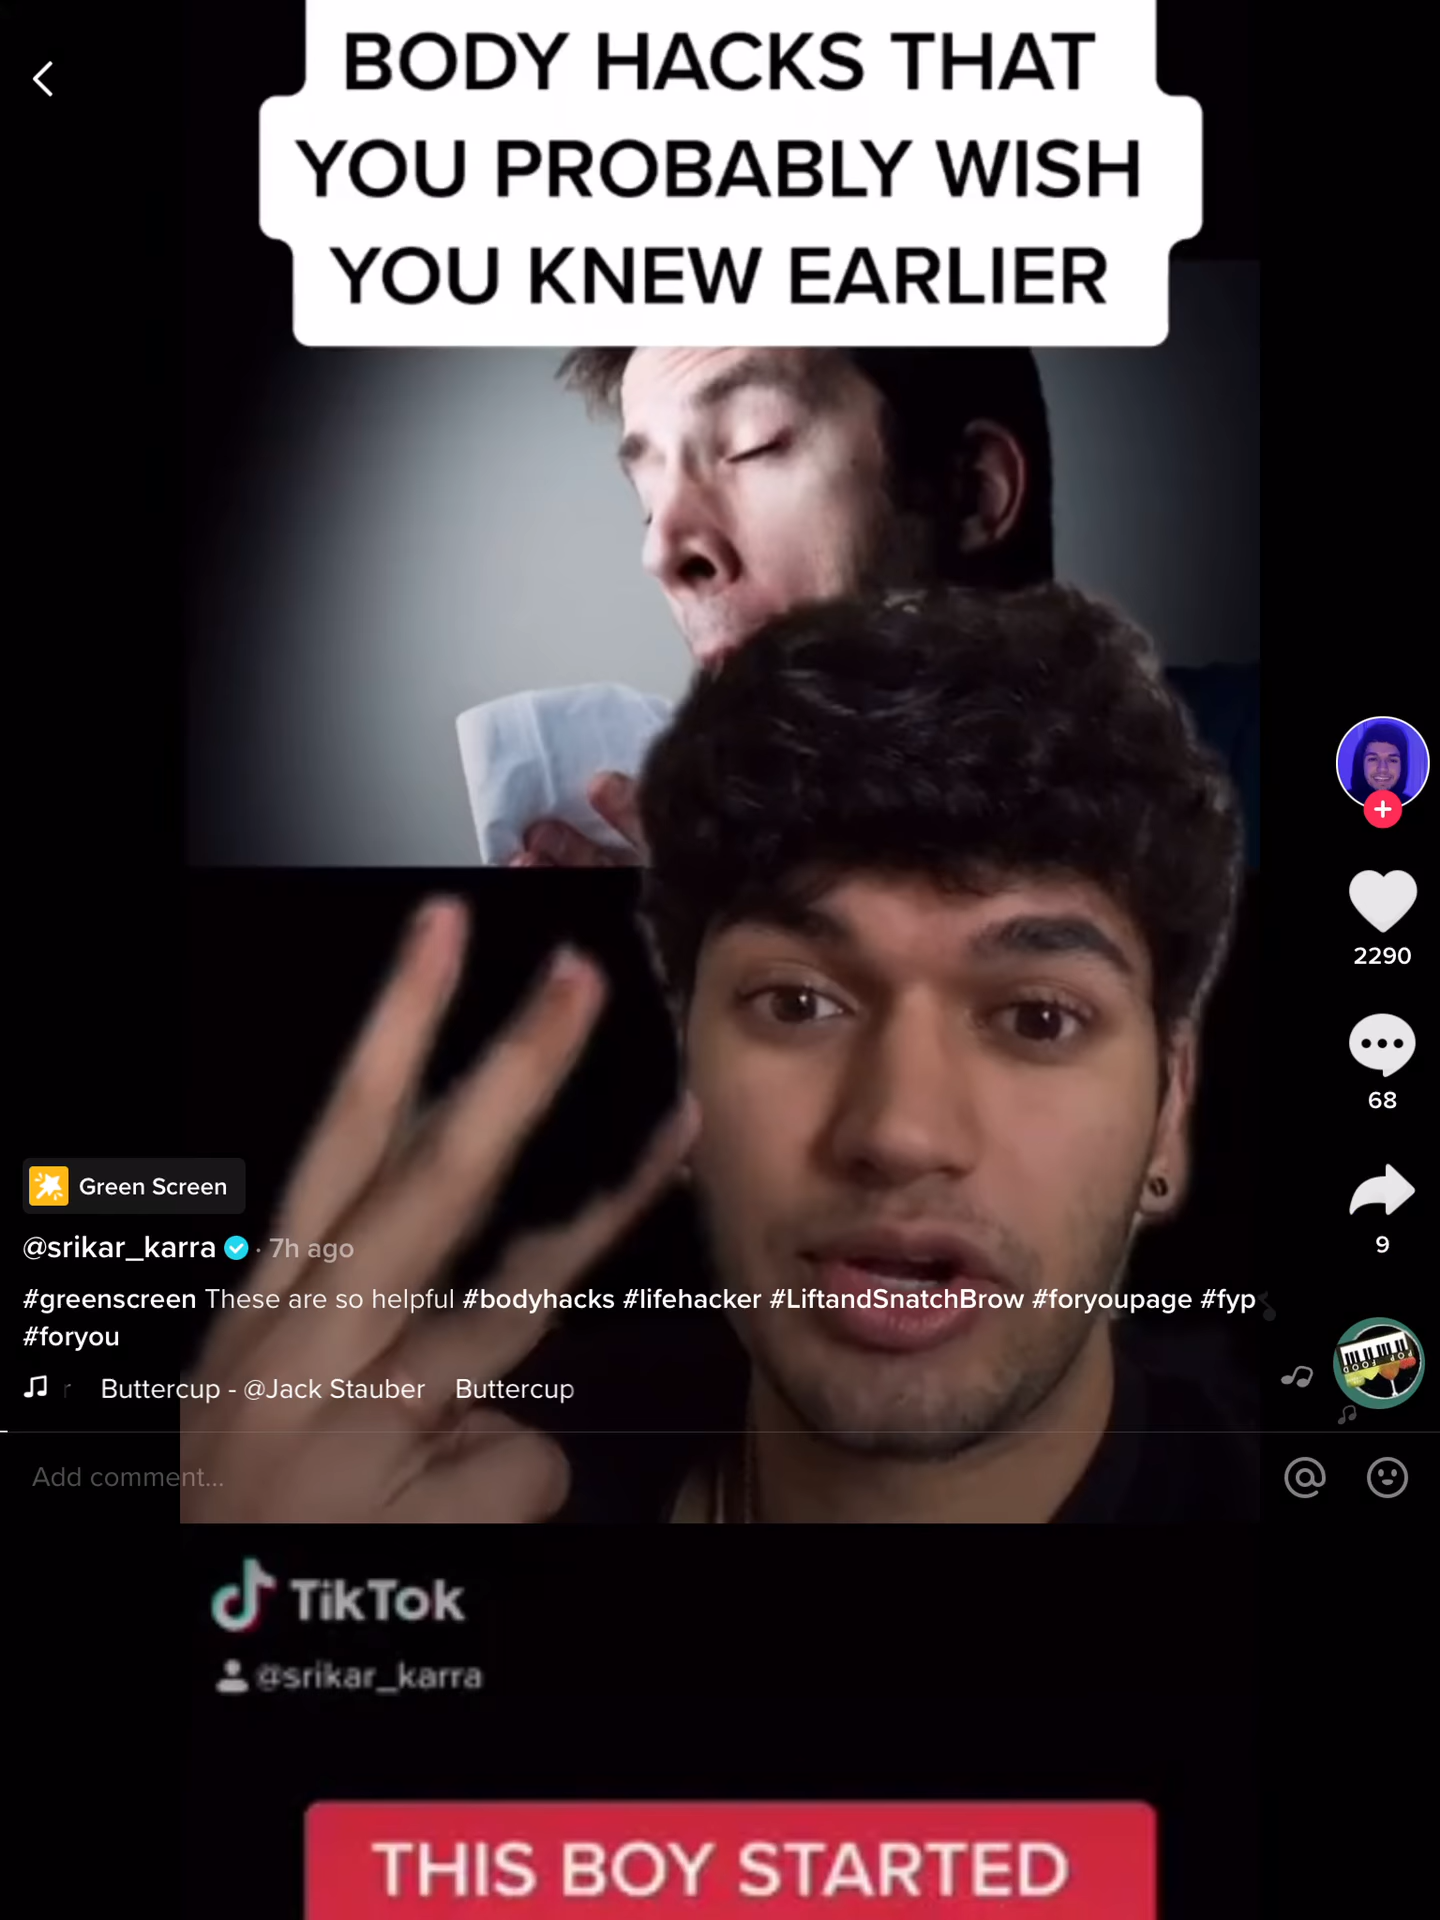 BODY HACKS THAT
YOU PROBABLY WISH
YOU KNEW EARLIER
2290
68
9
Green Screen
@srikar_karra · 7h ago
#greenscreen These are so helpful #bodyhacks #lifehacker #LiftandSnatchBrow #foryoupage #fyp
#foryou
r Buttercup - @Jack Stauber Buttercup
Add comment...
TikTok
@srikar_karra
THIS BOY STARTED